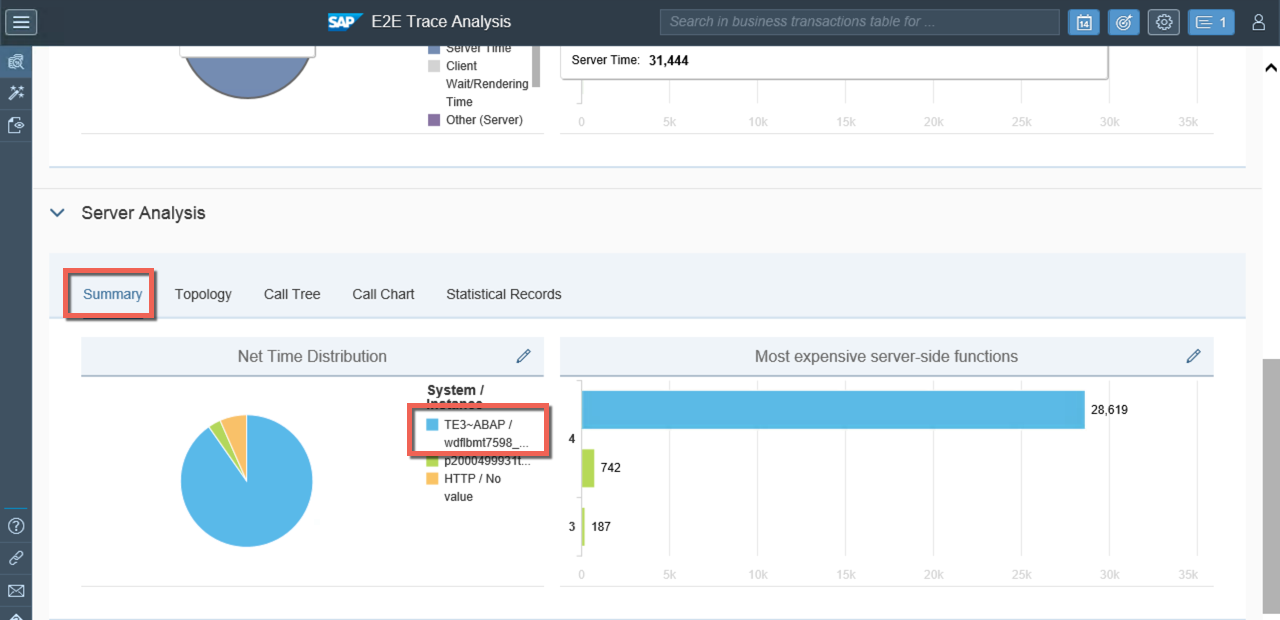 SAP E2E Trace Analysis
Search in business transactions table for ...
14
1
Server Time
Client
Wait/Rendering
Time
Other (Server)
Server Time: 31,444
0 5k 10k 15k 20k 25k 30k 35k
Server Analysis
Summary Topology Call Tree Call Chart Statistical Records
Net Time Distribution
System /
Instance
TE3~ABAP /
wdflbmt7598_...
p2000499931t...
HTTP / No
value
Most expensive server-side functions
28,619
4
742
3 187
0 5k 10k 15k 20k 25k 30k 35k